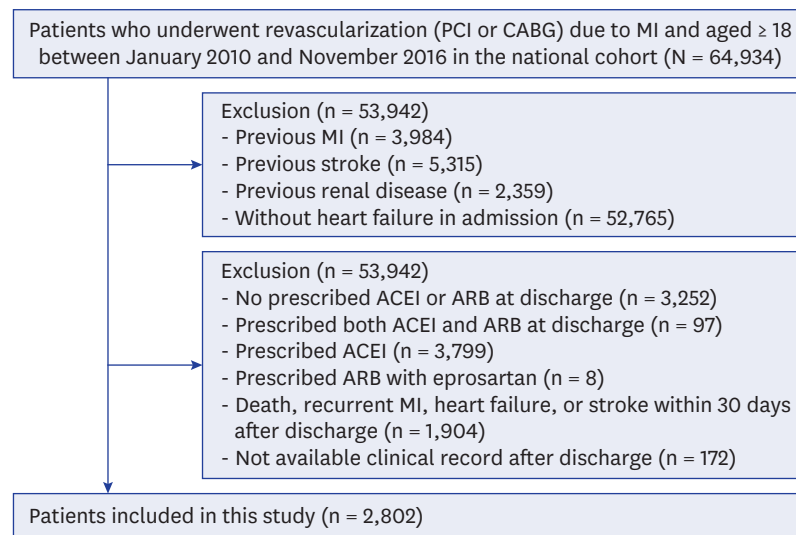 Patients who underwent revascularization (PCI or CABG) due to MI and aged ≥ 18
between January 2010 and November 2016 in the national cohort (N = 64,934)
Exclusion (n = 53,942)
- Previous MI (n = 3,984)
- Previous stroke (n = 5,315)
- Previous renal disease (n = 2,359)
- Without heart failure in admission (n = 52,765)
Exclusion (n = 53,942)
- No prescribed ACEI or ARB at discharge (n = 3,252)
- Prescribed both ACEI and ARB at discharge (n = 97)
- Prescribed ACEI (n = 3,799)
- Prescribed ARB with eprosartan (n = 8)
- Death, recurrent MI, heart failure, or stroke within 30 days
after discharge (n = 1,904)
- Not available clinical record after discharge (n = 172)
Patients included in this study (n = 2,802)